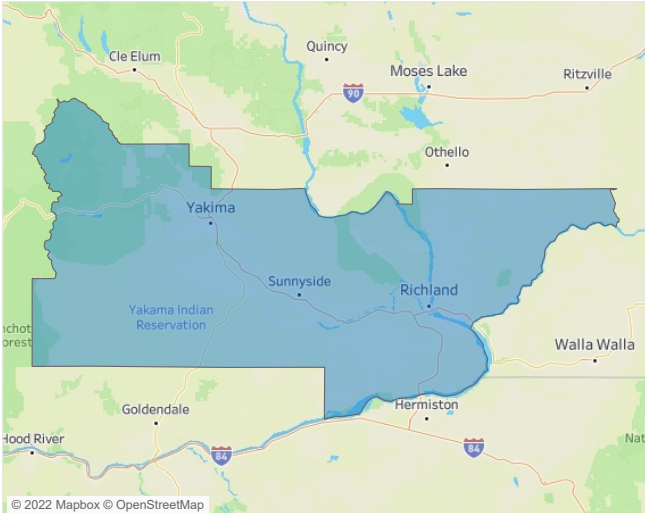 Quincy
Cle Elum
Moses Lake
Ritzville
90
Othello
Yakima
Sunnyside
Richland
Yakama Indian
Reservation
nchot
orest
Walla Walla
Goldendale
Hermiston
Hood River
84
84
Nat
© 2022 Mapbox © OpenStreetMap